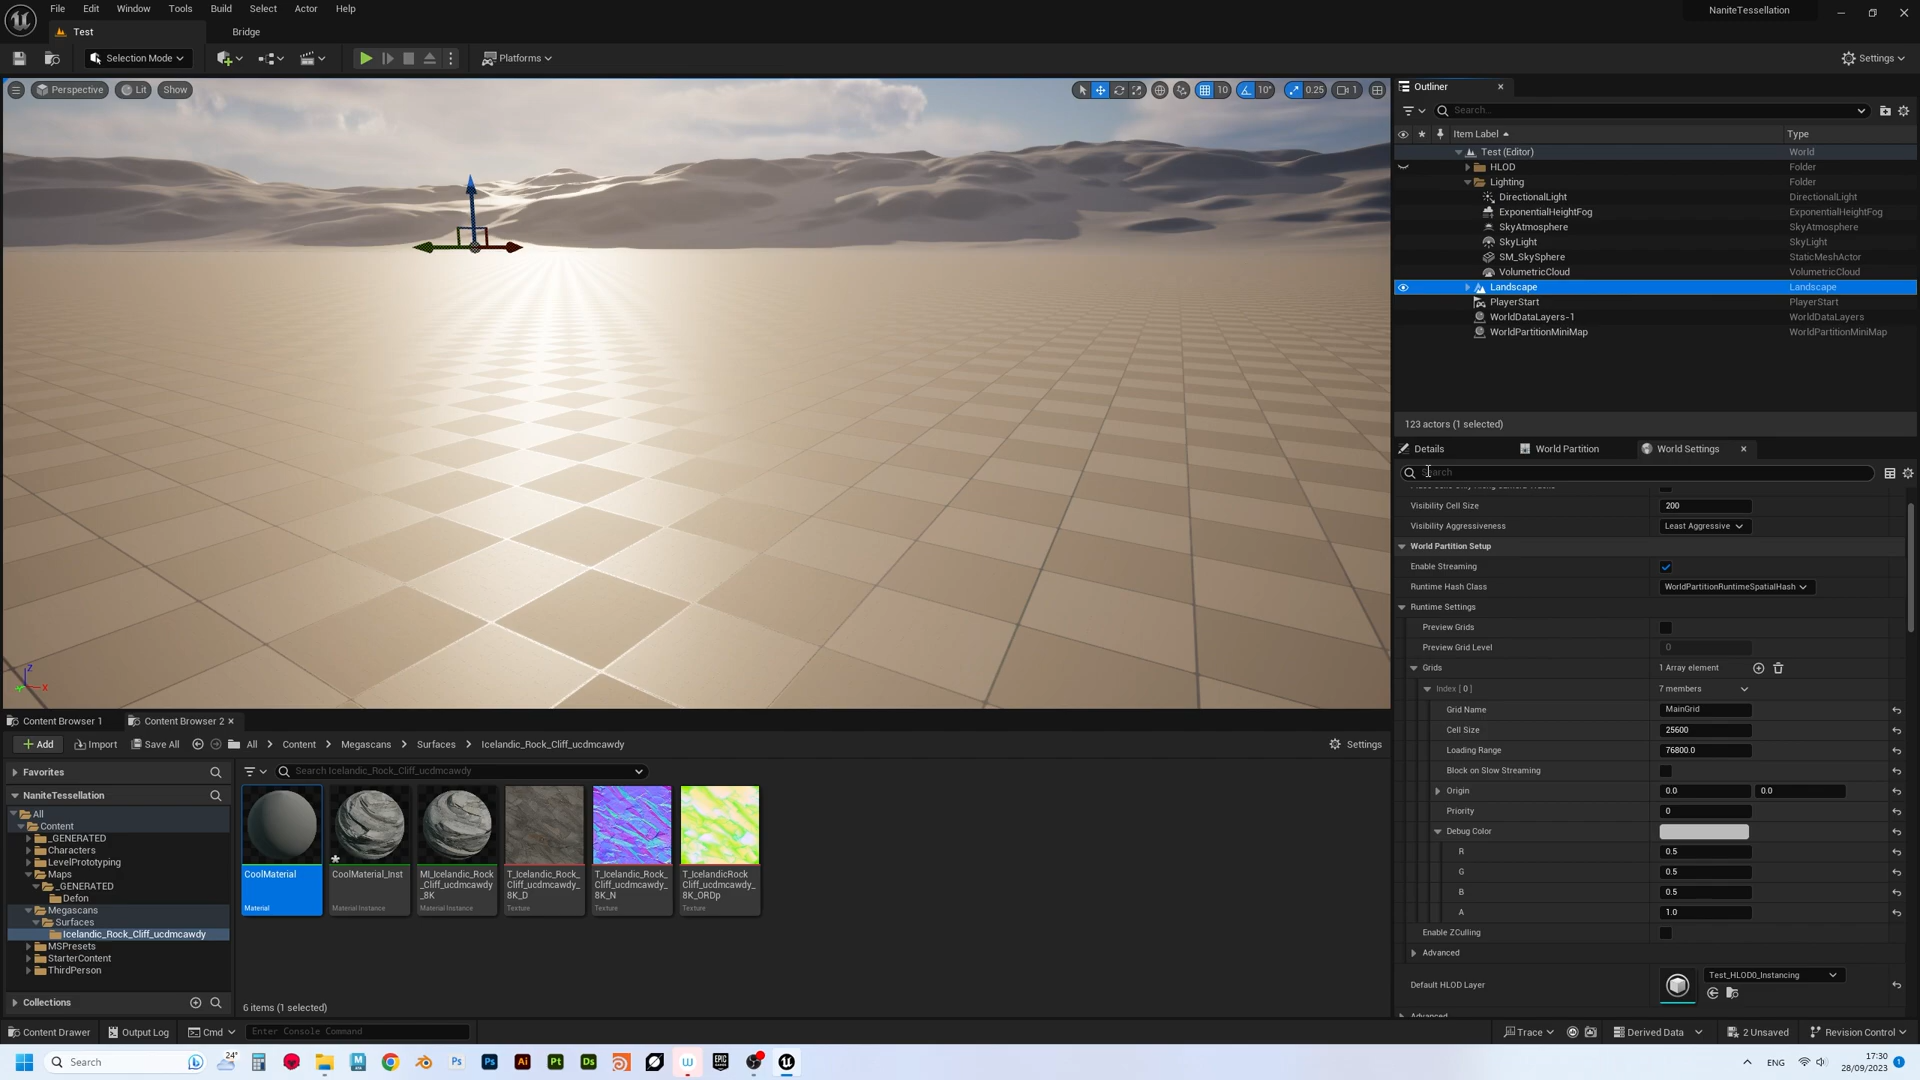 File Edit Window Tools Build Select Actor Help
NaniteTessellation
Test Bridge
Selection Mode Platforms Settings
Perspective Lit Show 10 10° 0.25 1
Outliner
Search...
Item Label Type
Test (Editor) World
HLOD Folder
Lighting Folder
DirectionalLight DirectionalLight
ExponentialHeightFog ExponentialHeightFog
SkyAtmosphere SkyAtmosphere
SkyLight SkyLight
SM_SkySphere StaticMeshActor
VolumetricCloud VolumetricCloud
Landscape Landscape
PlayerStart PlayerStart
WorldDataLayers-1 WorldDataLayers
WorldPartitionMiniMap WorldPartitionMiniMap
123 actors (1 selected)
Details World Partition World Settings
Search
Visibility Cell Size 200
Visibility Aggressiveness Least Aggressive
World Partition Setup
Enable Streaming
Runtime Hash Class WorldPartitionRuntimeSpatialHash
Runtime Settings
Preview Grids
Preview Grid Level 0
Grids 1 Array element
Index [ 0 ] 7 members
Grid Name MainGrid
Cell Size 25600
Loading Range 76800.0
Block on Slow Streaming
Origin 0.0 0.0
Priority 0
Debug Color
R 0.5
G 0.5
B 0.5
A 1.0
Enable ZCulling
Advanced
Default HLOD Layer Test_HLOD0_Instancing
Advanced
Z
X
Content Browser 1 Content Browser 2
Add Import Save All All Content Megascans Surfaces Icelandic_Rock_Cliff_ucdmcawdy Settings
Favorites
NaniteTessellation
All
Content
_GENERATED
Characters
LevelPrototyping
Maps
_GENERATED
Defon
Megascans
Surfaces
Icelandic_Rock_Cliff_ucdmcawdy
MSPresets
StarterContent
ThirdPerson
Collections
Search Icelandic_Rock_Cliff_ucdmcawdy
CoolMaterial
Material
CoolMaterial_Inst
Material Instance
MI_Icelandic_Rock
_Cliff_ucdmcawdy
_8K
Material Instance
T_Icelandic_Rock_
Cliff_ucdmcawdy_
8K_D
Texture
T_Icelandic_Rock_
Cliff_ucdmcawdy_
8K_N
Texture
T_IcelandicRock
Cliff_ucdmcawdy_
8K_ORDp
Texture
6 items (1 selected)
Content Drawer Output Log Cmd Enter Console Command Trace Derived Data 2 Unsaved Revision Control
Search 24° Ps Ps Ai Pt Ds W ENG 17:30
28/09/2023 1